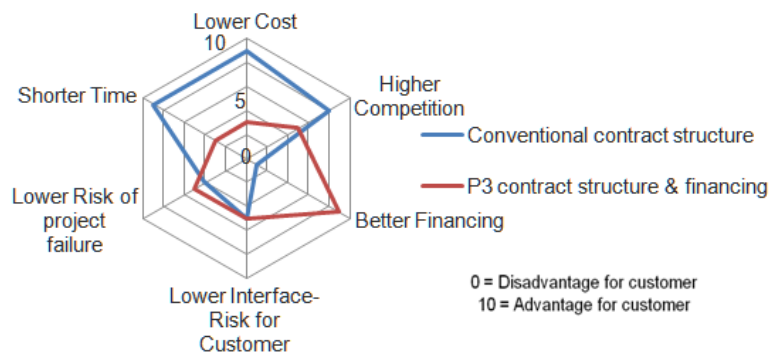 Lower Cost
10
Shorter Time
Higher
Competition
5
Conventional contract structure
0
P3 contract structure & financing
Lower Risk of
project
failure
Better Financing
Lower Interface-
Risk for
Customer
0 = Disadvantage for customer
10 = Advantage for customer